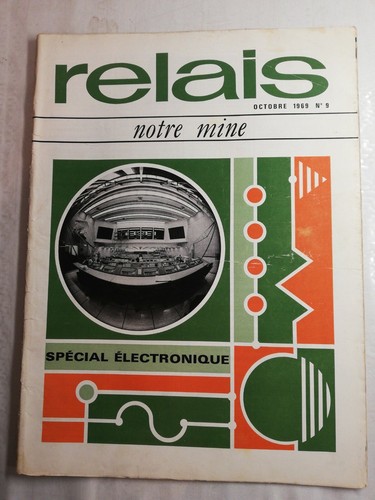 relais
OCTOBRE 1969 N° 9
notre mine
SPÉCIAL ÉLECTRONIQUE